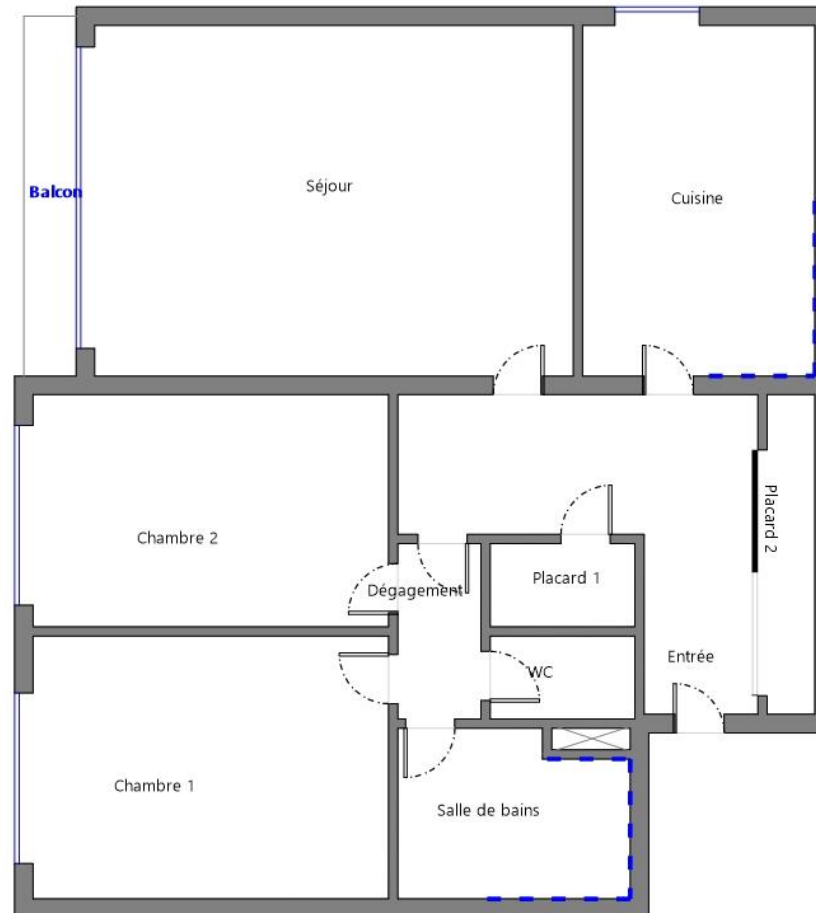 Balcon
Séjour
Cuisine
Placard 2
Chambre 2
Dégagement
Placard 1
Entrée
WC
Chambre 1
Salle de bains